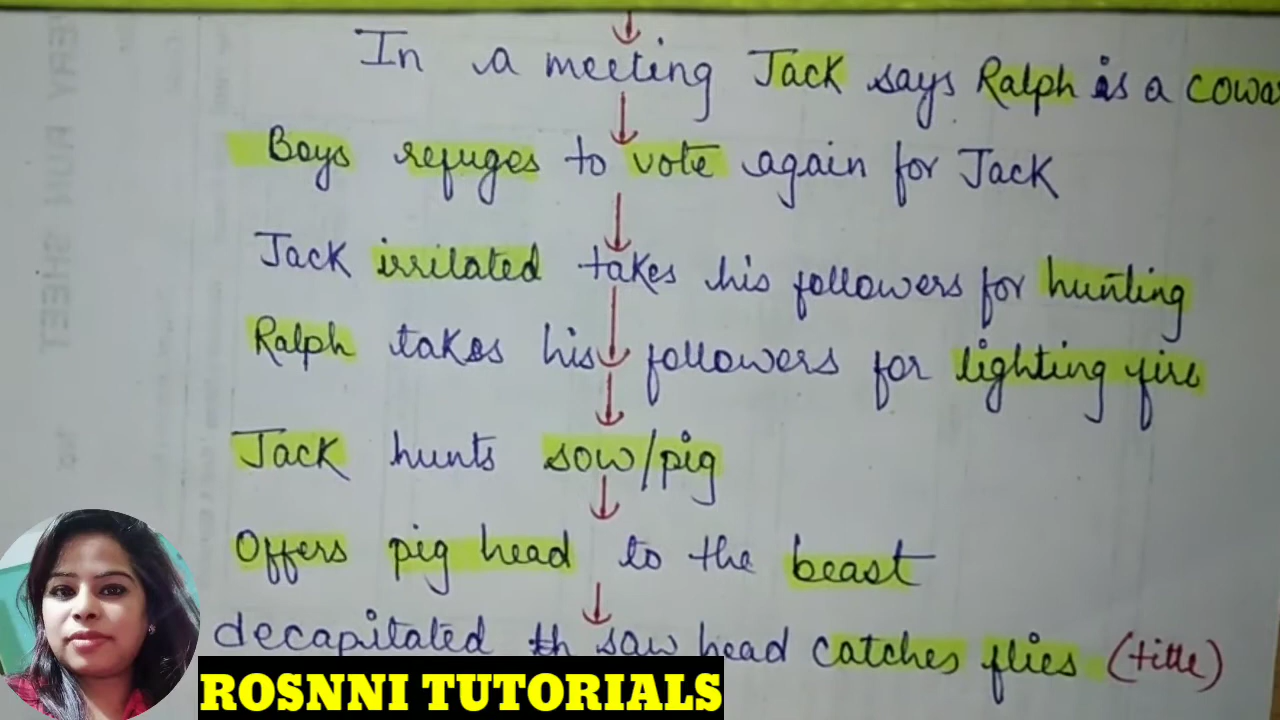 In a meeting Jack says Ralph is a cowa
Boys refuges to vote again for Jack
Jack irrilated takes his followers for hunting
Ralph takes his followers for lighting fire
Jack hunts sow/pig
Offers pig head to the beast
decapitated th saw head catches flies (title)
ROSNNI TUTORIALS